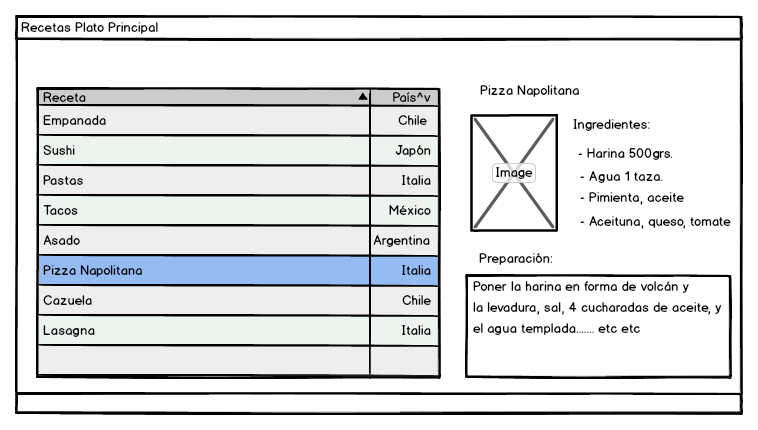 Recetas Plato Principal
Receta País^v
Empanada Chile
Sushi Japón
Pastas Italia
Tacos México
Asado Argentina
Pizza Napolitana Italia
Cazuela Chile
Lasagna Italia
Pizza Napolitana
Image
Ingredientes:
- Harina 500grs.
- Agua 1 taza.
- Pimienta, aceite
- Aceituna, queso, tomate
Preparación:
Poner la harina en forma de volcán y
la levadura, sal, 4 cucharadas de aceite, y
el agua templada....... etc etc